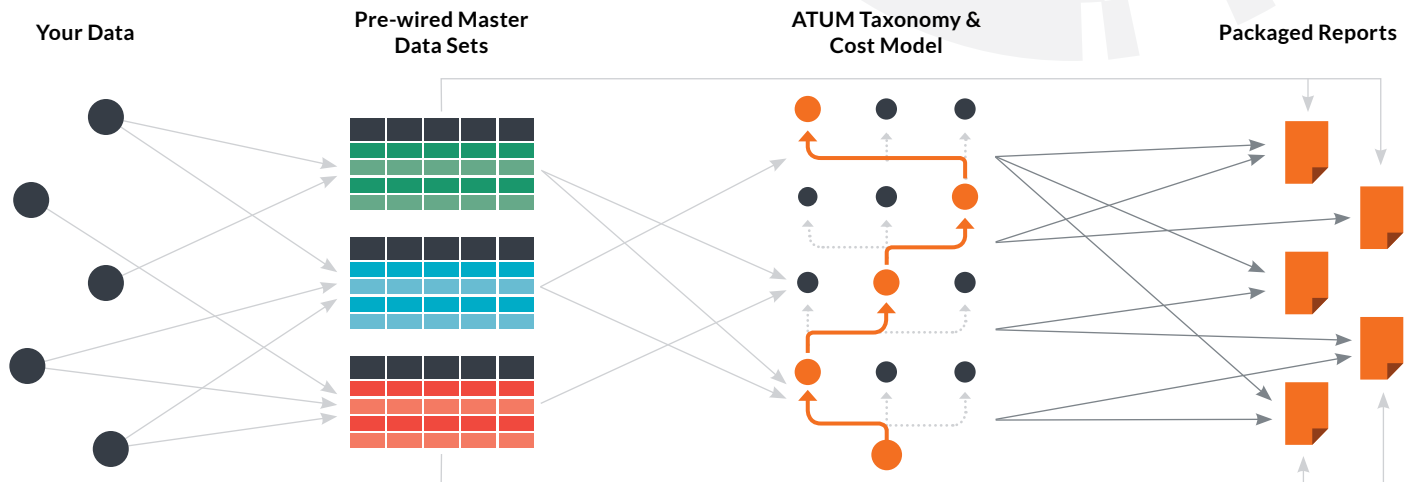 Your Data
Pre-wired Master
Data Sets
ATUM Taxonomy &
Cost Model
Packaged Reports